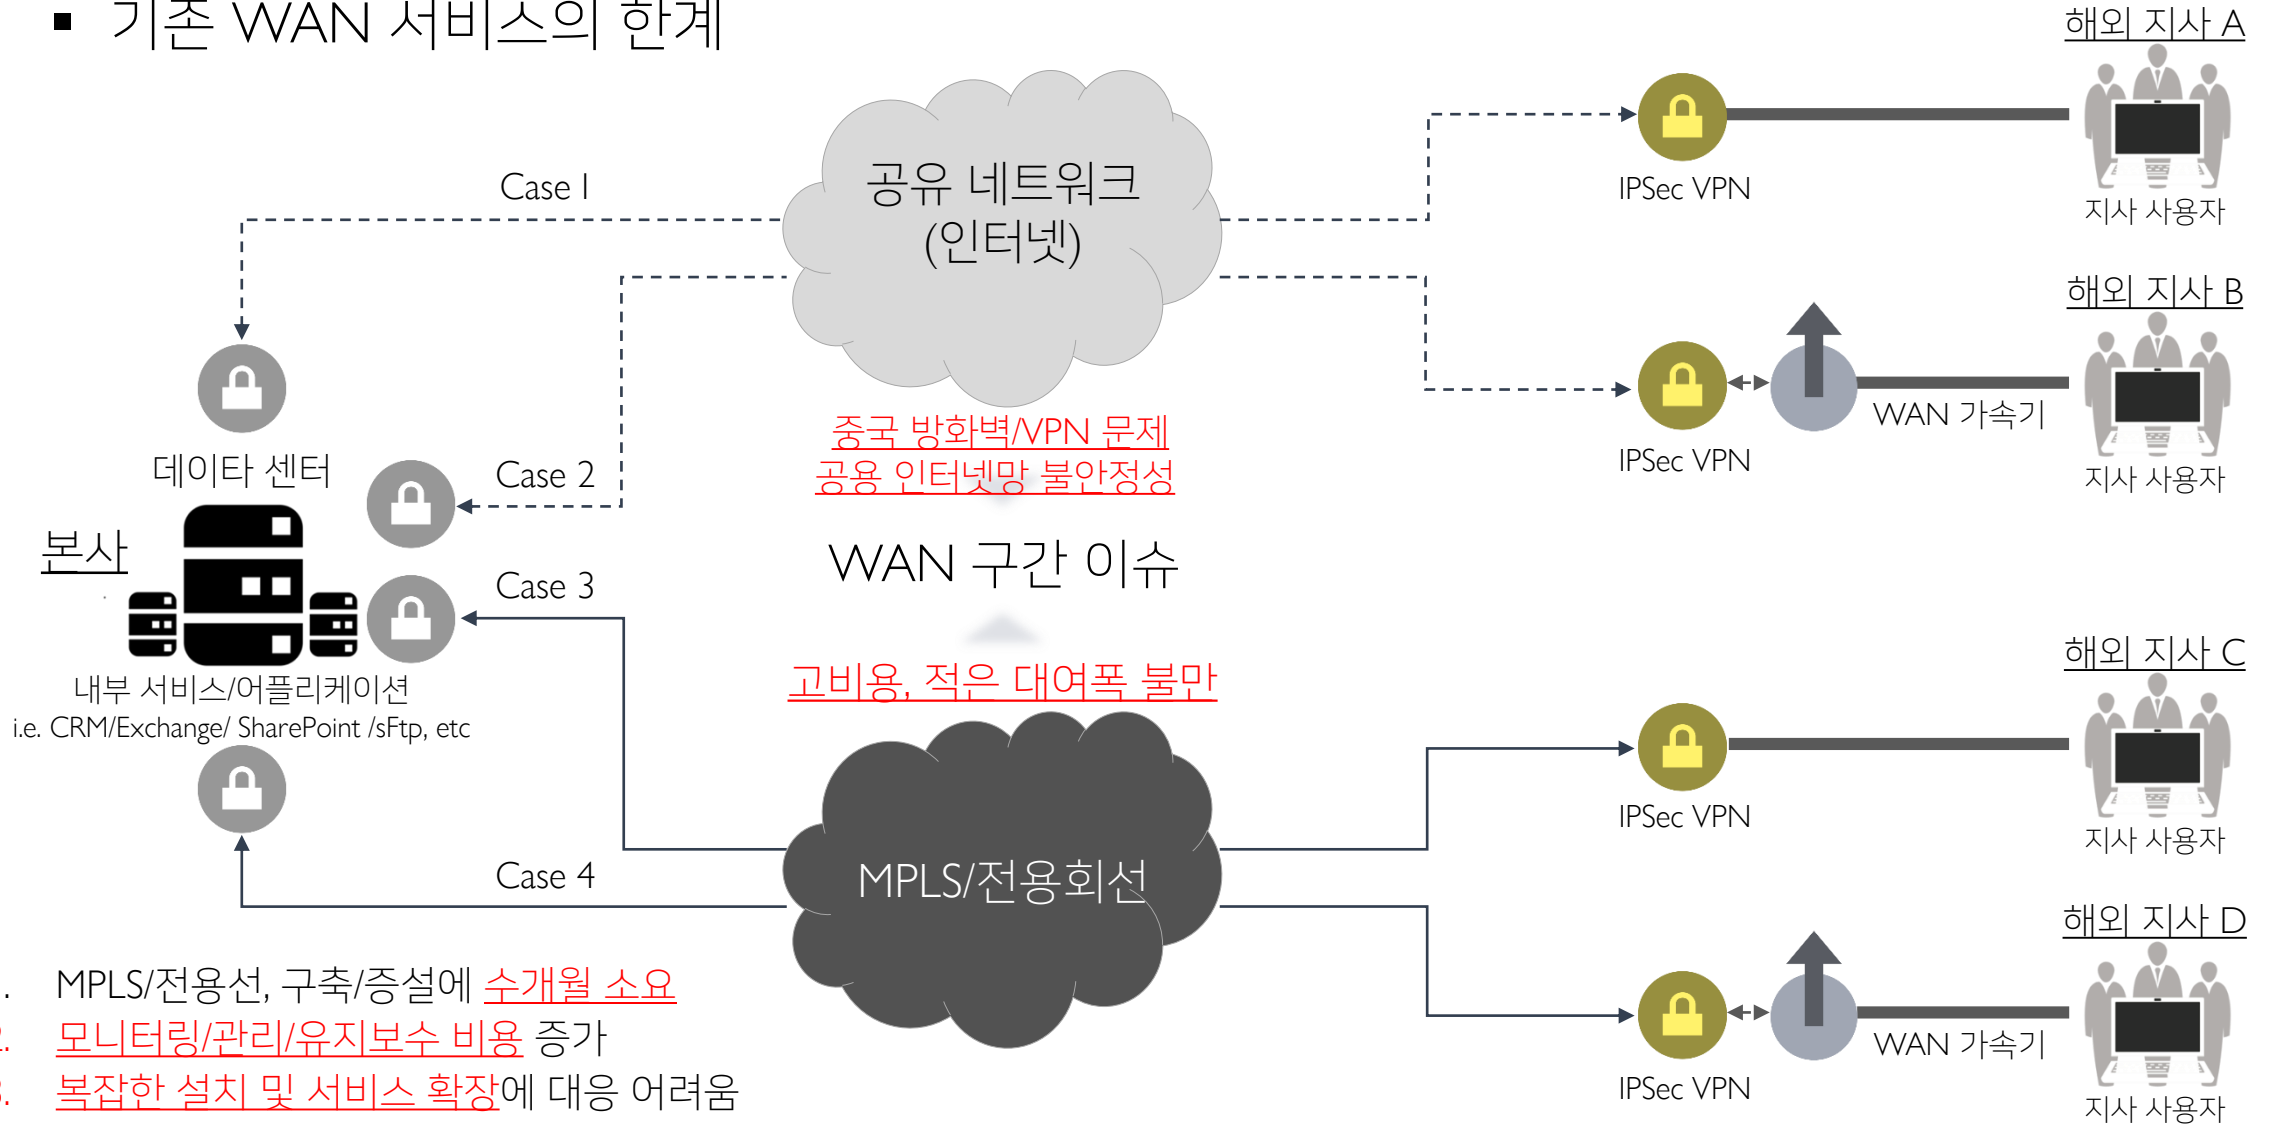 ▪ 기존 WAN 서비스의 한계
해외 지사 A
공유 네트워크
(인터넷)
Case 1
IPSec VPN
지사 사용자
해외 지사 B
WAN 가속기
IPSec VPN
지사 사용자
중국 방화벽/VPN 문제
공용 인터넷망 불안정성
데이타 센터
Case 2
본사
WAN 구간 이슈
Case 3
내부 서비스/어플리케이션
i.e. CRM/Exchange/ SharePoint /sFtp, etc
고비용, 적은 대여폭 불만
해외 지사 C
IPSec VPN
지사 사용자
MPLS/전용회선
Case 4
해외 지사 D
WAN 가속기
IPSec VPN
지사 사용자
. MPLS/전용선, 구축/증설에 수개월 소요
2. 모니터링/관리/유지보수 비용 증가
3. 복잡한 설치 및 서비스 확장에 대응 어려움